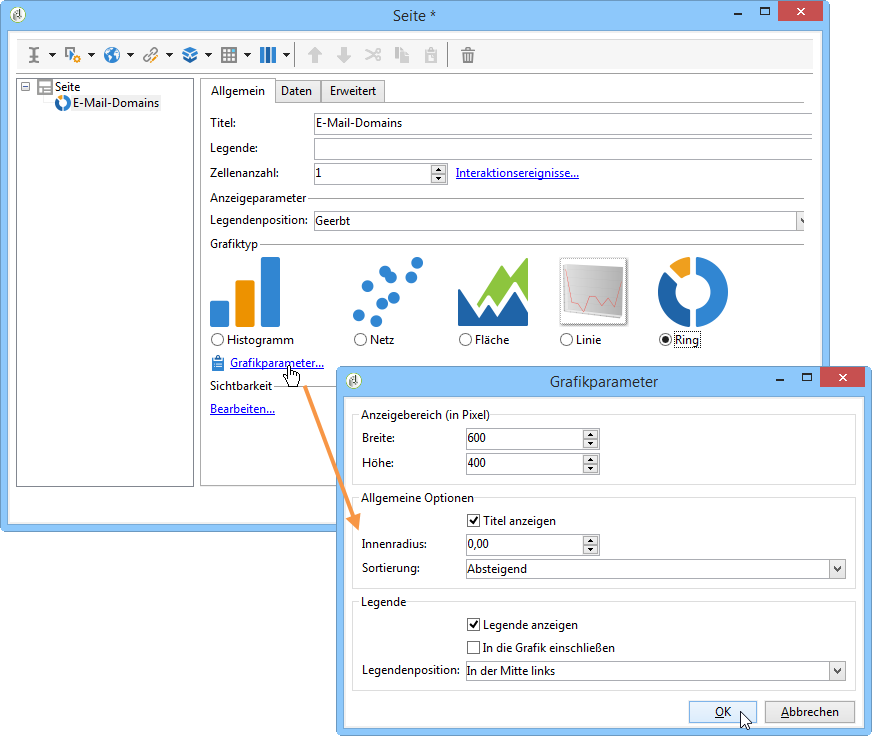 Seite *
Seite
E-Mail-Domains
Allgemein Daten Erweitert
Titel: E-Mail-Domains
Legende:
Zellenanzahl: 1 Interaktionsereignisse...
Anzeigeparameter
Legendenposition: Geerbt
Grafiktyp
Histogramm Netz Fläche Linie Ring
Grafikparameter...
Sichtbarkeit
Bearbeiten...
Grafikparameter
Anzeigebereich (in Pixel)
Breite: 600
Höhe: 400
Allgemeine Optionen
Titel anzeigen
Innenradius: 0,00
Sortierung: Absteigend
Legende
Legende anzeigen
In die Grafik einschließen
Legendenposition: In der Mitte links
OK Abbrechen